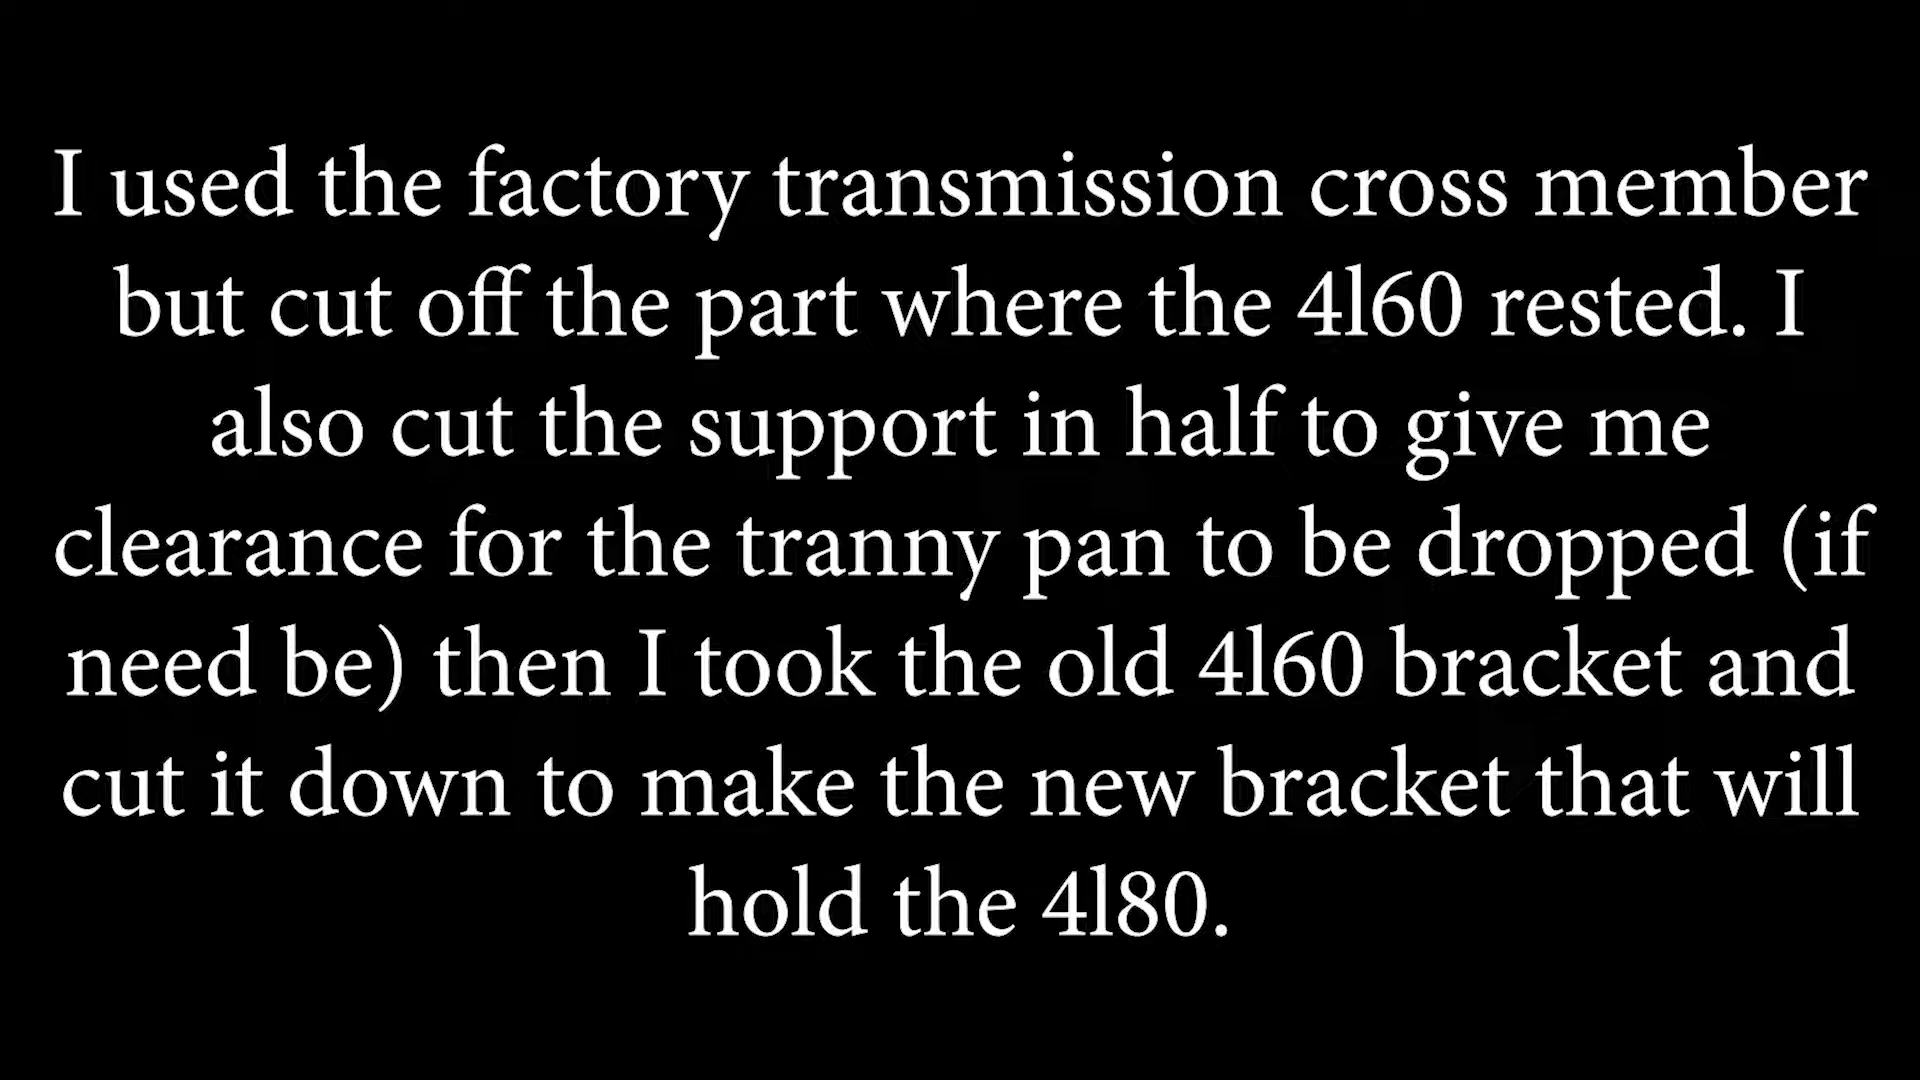 I used the factory transmission cross member
but cut off the part where the 4l60 rested. I
also cut the support in half to give me
clearance for the tranny pan to be dropped (if
need be) then I took the old 4l60 bracket and
cut it down to make the new bracket that will
hold the 4l80.